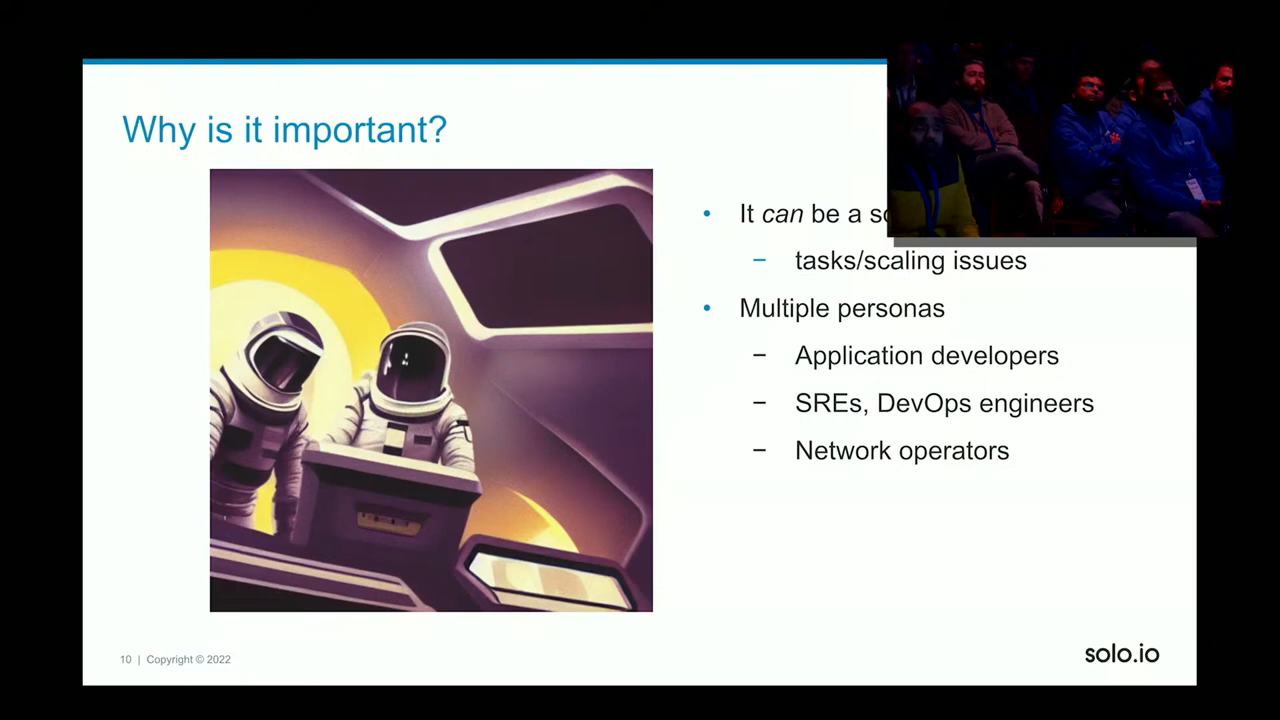 Why is it important?
• It can be a
− tasks/scaling issues
• Multiple personas
− Application developers
− SREs, DevOps engineers
− Network operators
10 | Copyright © 2022
solo.io